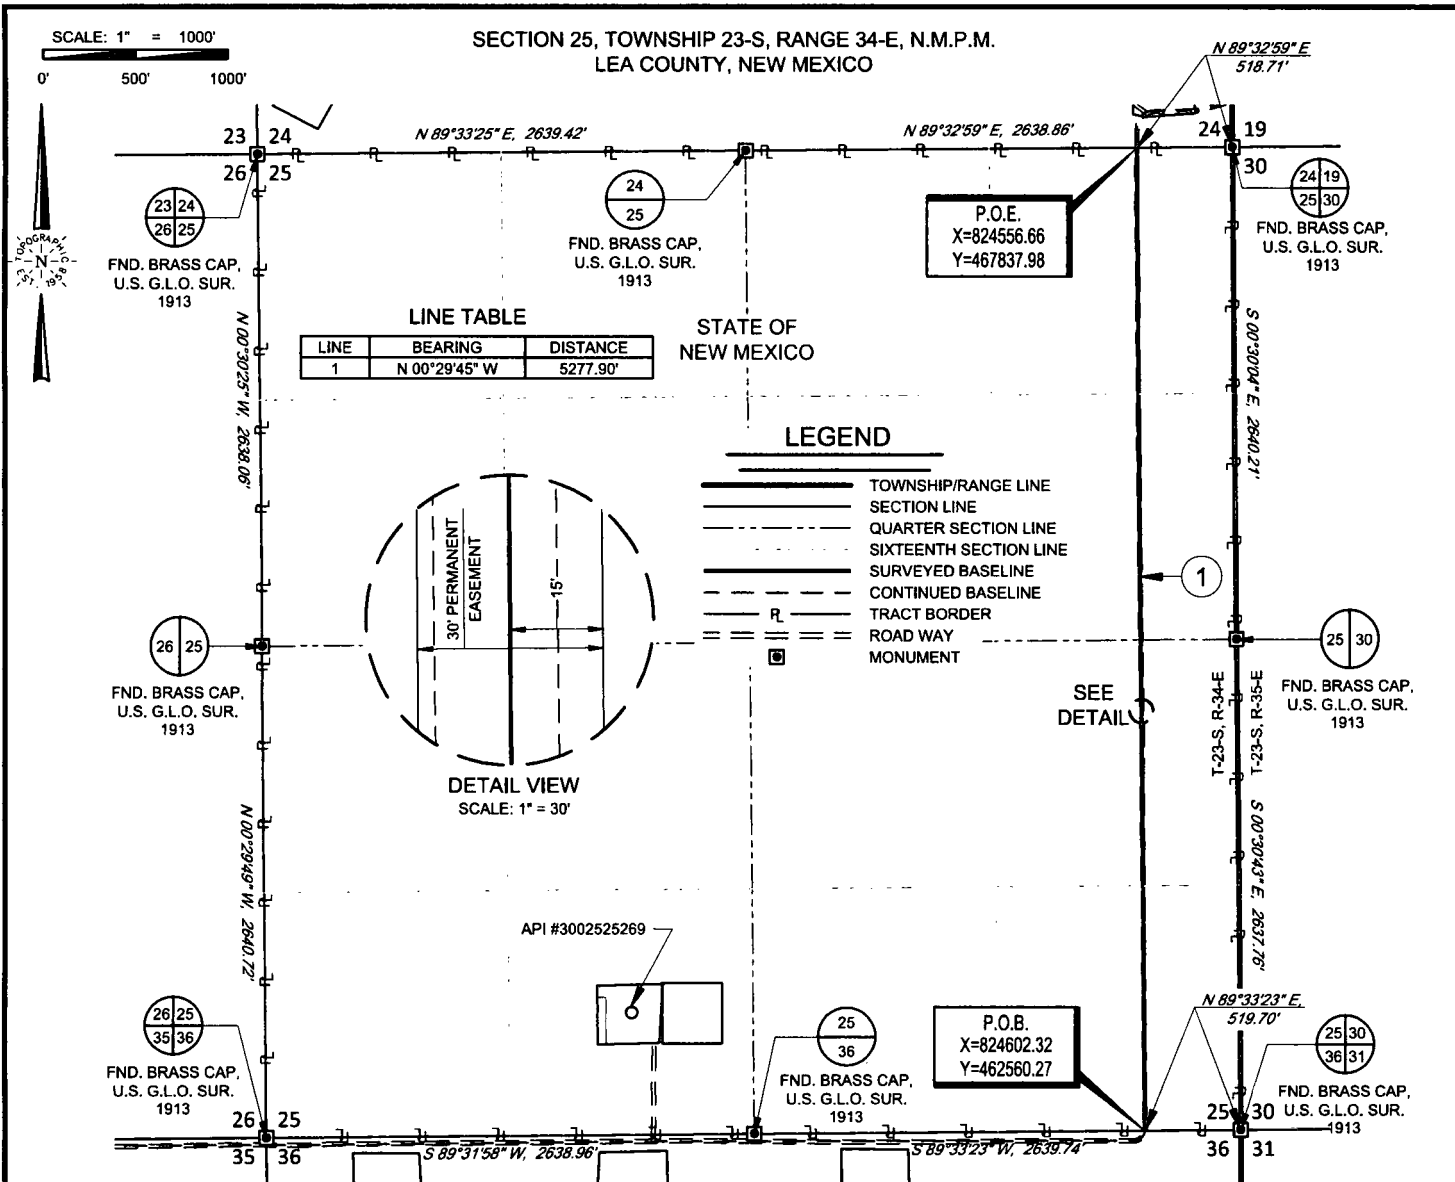 SCALE: 1" = 1000'
0' 500' 1000'
SECTION 25, TOWNSHIP 23-S, RANGE 34-E, N.M.P.M.
LEA COUNTY, NEW MEXICO
N 89°32'59" E
518.71'
23 24
26 25
N 89°33'25" E, 2639.42'
N 89°32'59" E, 2638.86'
24 19
30
23 24
26 25
FND. BRASS CAP,
U.S. G.L.O. SUR.
1913
24
25
FND. BRASS CAP,
U.S. G.L.O. SUR.
1913
P.O.E.
X=824556.66
Y=467837.98
24 19
25 30
FND. BRASS CAP,
U.S. G.L.O. SUR.
1913
TOPOGRAPHIC
N
EST. 1958
LINE TABLE
LINE BEARING DISTANCE
1 N 00°29'45" W 5277.90'
STATE OF
NEW MEXICO
N 00°30'25" W, 2638.06'
S 00°30'04" E, 2640.21'
LEGEND
TOWNSHIP/RANGE LINE
SECTION LINE
QUARTER SECTION LINE
SIXTEENTH SECTION LINE
SURVEYED BASELINE
CONTINUED BASELINE
PL TRACT BORDER
ROAD WAY
MONUMENT
30' PERMANENT
EASEMENT
15'
DETAIL VIEW
SCALE: 1" = 30'
1
26 25
FND. BRASS CAP,
U.S. G.L.O. SUR.
1913
SEE
DETAIL
T-23-S, R-34-E
T-23-S, R-35-E
25 30
FND. BRASS CAP,
U.S. G.L.O. SUR.
1913
N 00°29'49" W, 2640.72'
S 00°30'43" E, 2637.76'
API #3002525269
26 25
35 36
FND. BRASS CAP,
U.S. G.L.O. SUR.
1913
25
36
FND. BRASS CAP,
U.S. G.L.O. SUR.
1913
P.O.B.
X=824602.32
Y=462560.27
N 89°33'23" E,
519.70'
25 30
36 31
FND. BRASS CAP,
U.S. G.L.O. SUR.
1913
26 25
35 36
S 89°31'58" W, 2638.96'
S 89°33'23" W, 2639.74'
25 30
36 31